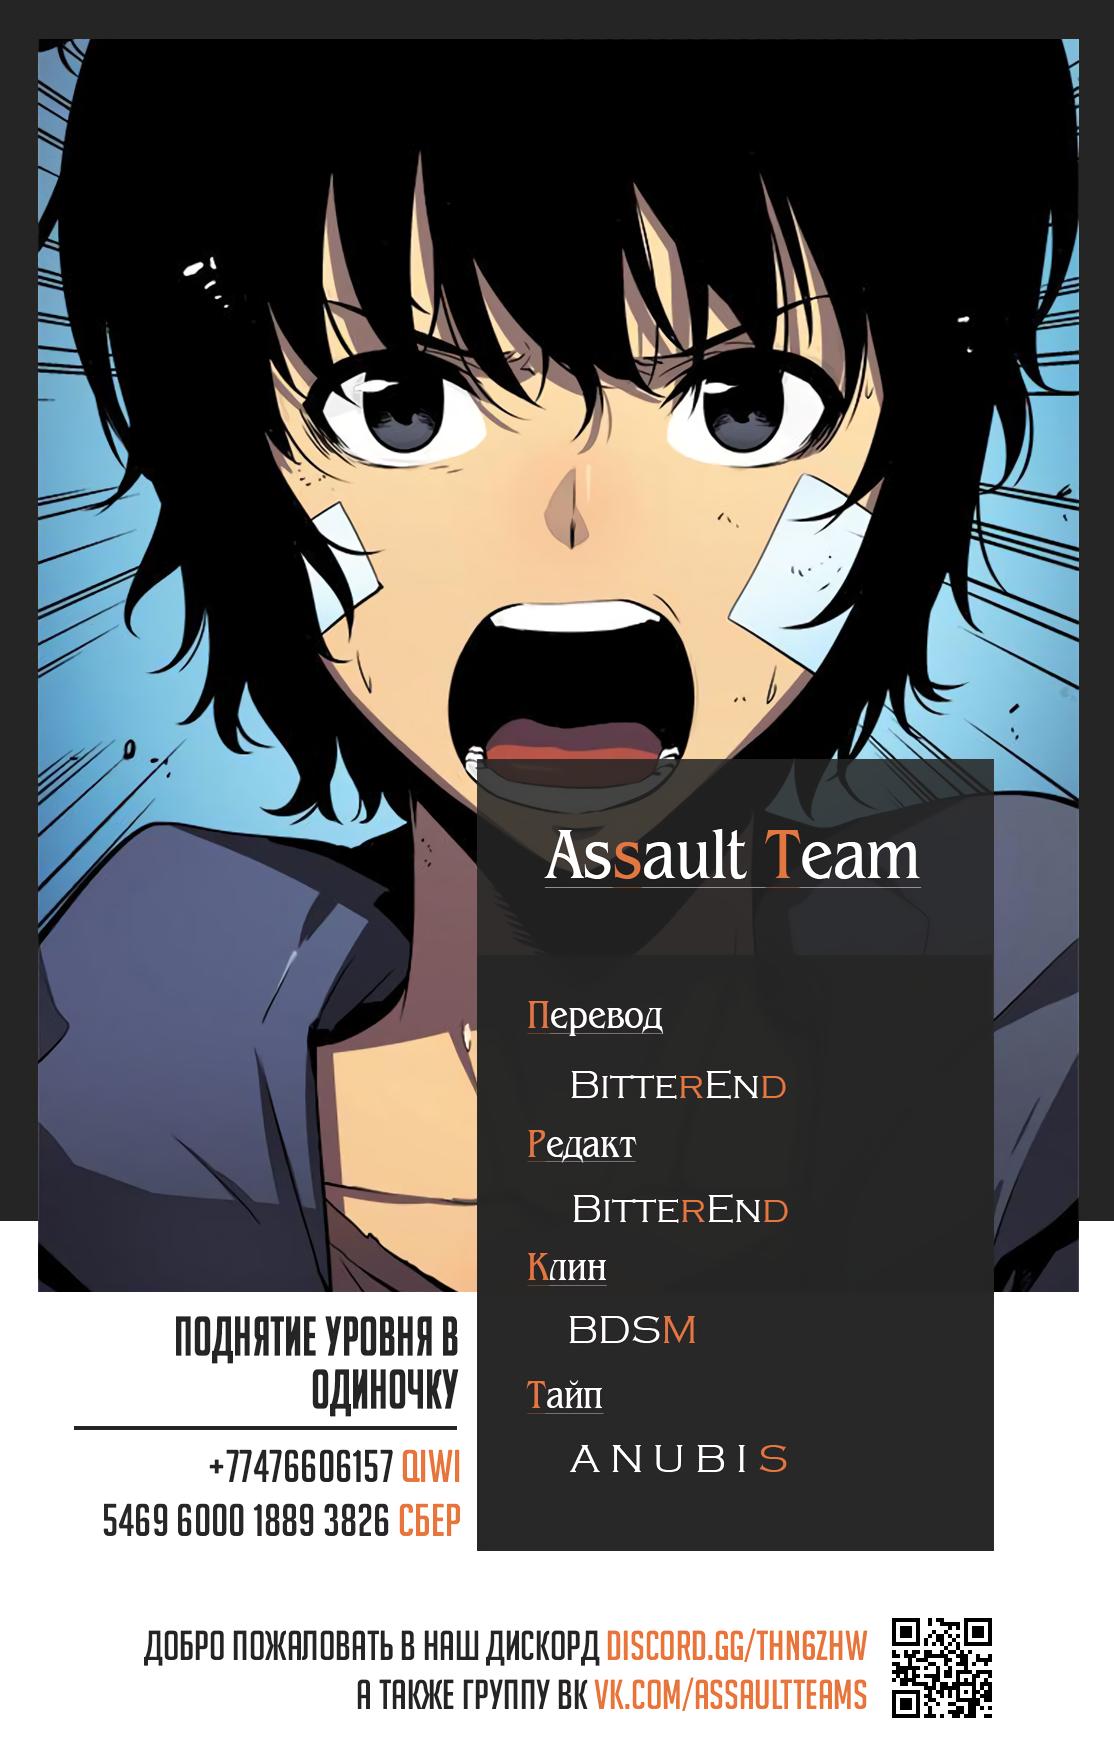 Assault Team
Перевод
BITTEREND
Редакт
BITTEREND
Клин
BDSM
Тайп
ANUBIS
ПОДНЯТИЕ УРОВНЯ В
ОДИНОЧКУ
+77476606157 QIWI
5469 6000 1889 3826 СБЕР
ДОБРО ПОЖАЛОВАТЬ В НАШ ДИСКОРД DISCORD.GG/THN6ZHW
А ТАКЖЕ ГРУППУ ВК VK.COM/ASSAULTTEAMS